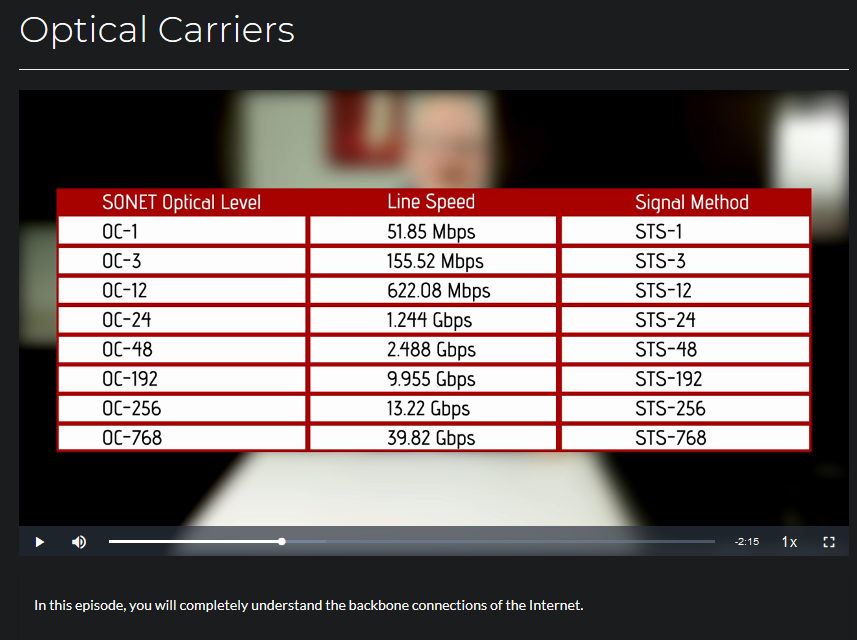 Optical Carriers
SONET Optical Level Line Speed Signal Method
OC-1 51.85 Mbps STS-1
OC-3 155.52 Mbps STS-3
OC-12 622.08 Mbps STS-12
OC-24 1.244 Gbps STS-24
OC-48 2.488 Gbps STS-48
OC-192 9.955 Gbps STS-192
OC-256 13.22 Gbps STS-256
OC-768 39.82 Gbps STS-768
-2:15 1x
In this episode, you will completely understand the backbone connections of the Internet.